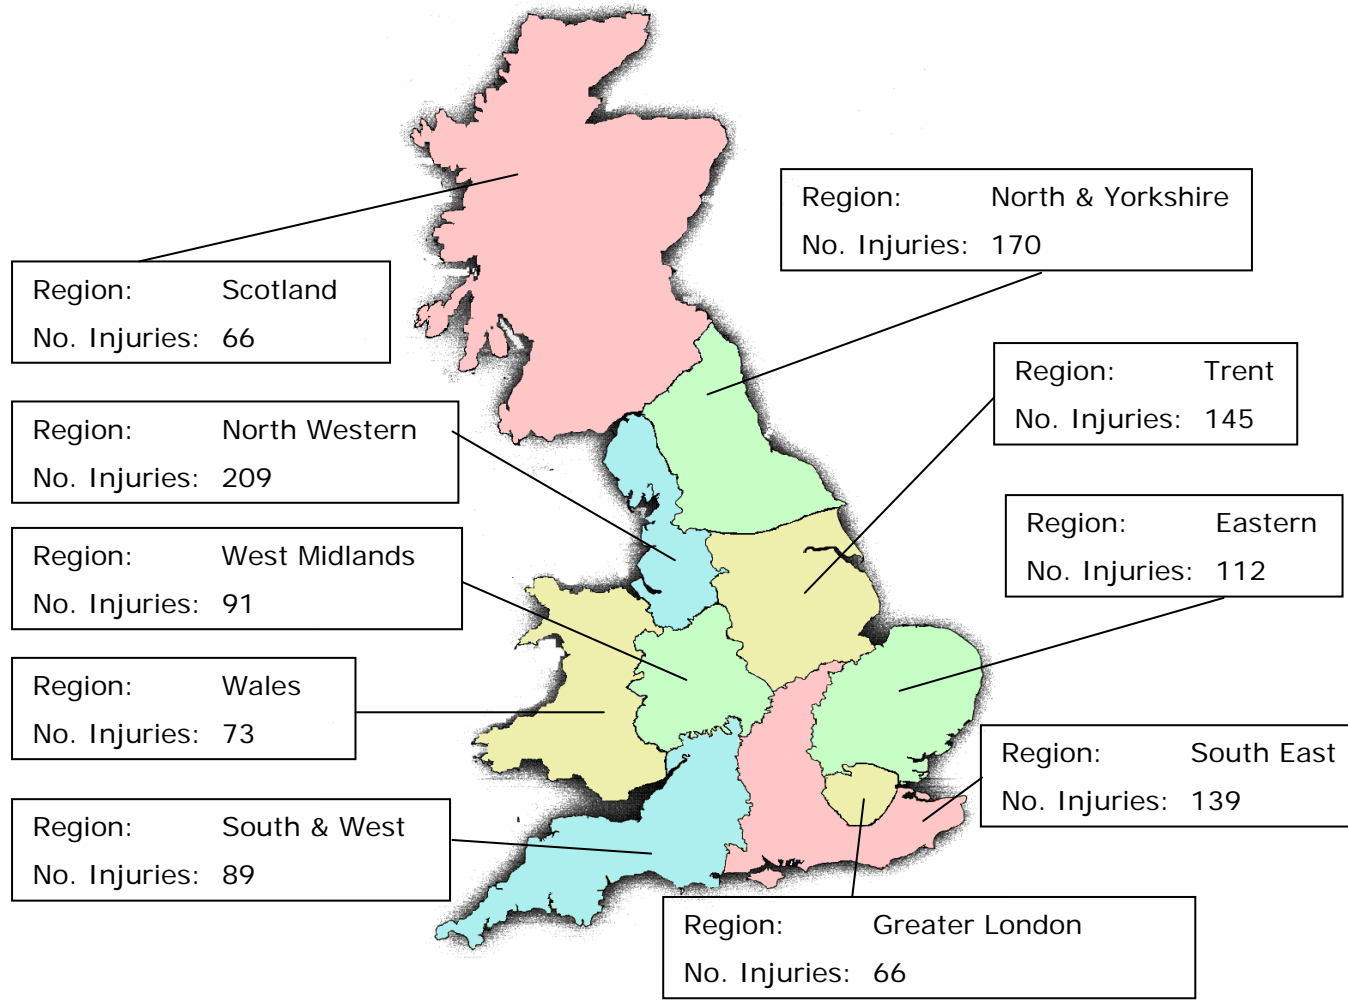 Region: North & Yorkshire
No. Injuries: 170
Region: Scotland
No. Injuries: 66
Region: Trent
No. Injuries: 145
Region: North Western
No. Injuries: 209
Region: Eastern
No. Injuries: 112
Region: West Midlands
No. Injuries: 91
Region: Wales
No. Injuries: 73
Region: South East
No. Injuries: 139
Region: South & West
No. Injuries: 89
Region: Greater London
No. Injuries: 66